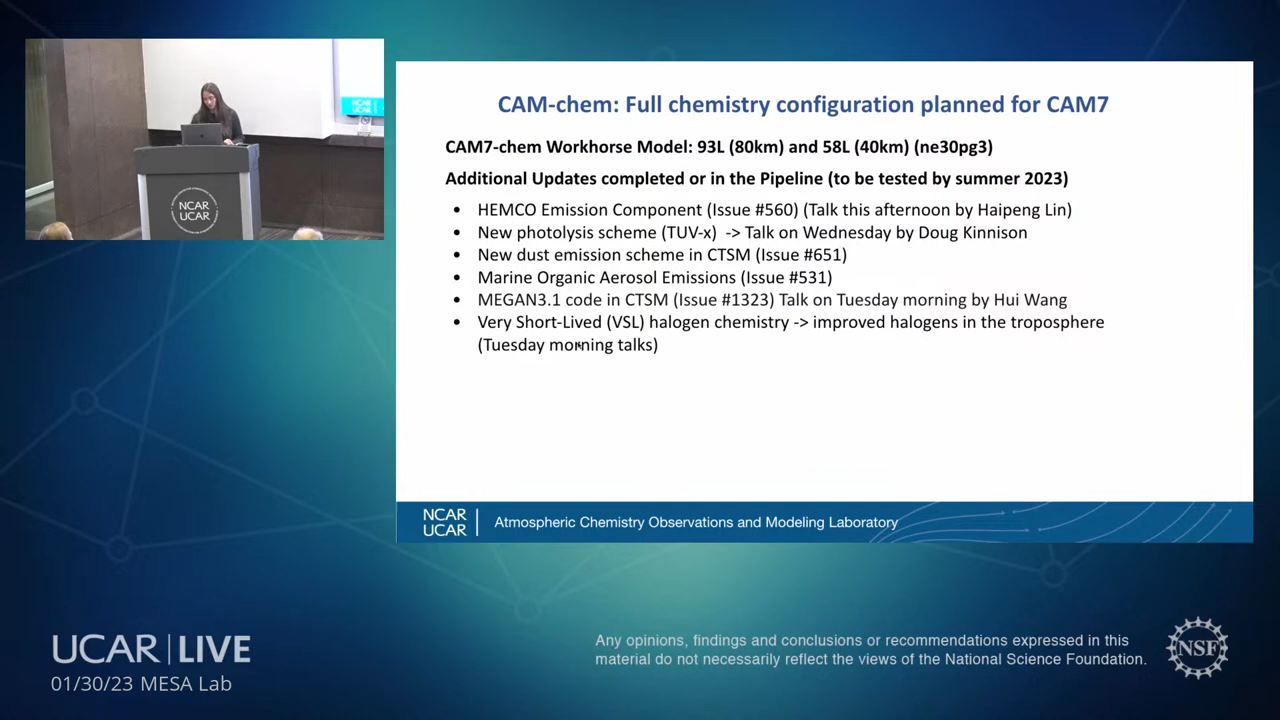 NCAR
UCAR
CAM-chem: Full chemistry configuration planned for CAM7
CAM7-chem Workhorse Model: 93L (80km) and 58L (40km) (ne30pg3)
Additional Updates completed or in the Pipeline (to be tested by summer 2023)
• HEMCO Emission Component (Issue #560) (Talk this afternoon by Haipeng Lin)
• New photolysis scheme (TUV-x) -> Talk on Wednesday by Doug Kinnison
• New dust emission scheme in CTSM (Issue #651)
• Marine Organic Aerosol Emissions (Issue #531)
• MEGAN3.1 code in CTSM (Issue #1323) Talk on Tuesday morning by Hui Wang
• Very Short-Lived (VSL) halogen chemistry -> improved halogens in the troposphere
(Tuesday morning talks)
NCAR
UCAR
Atmospheric Chemistry Observations and Modeling Laboratory
UCAR | LIVE
01/30/23 MESA Lab
Any opinions, findings and conclusions or recommendations expressed in this
material do not necessarily reflect the views of the National Science Foundation.
NSF